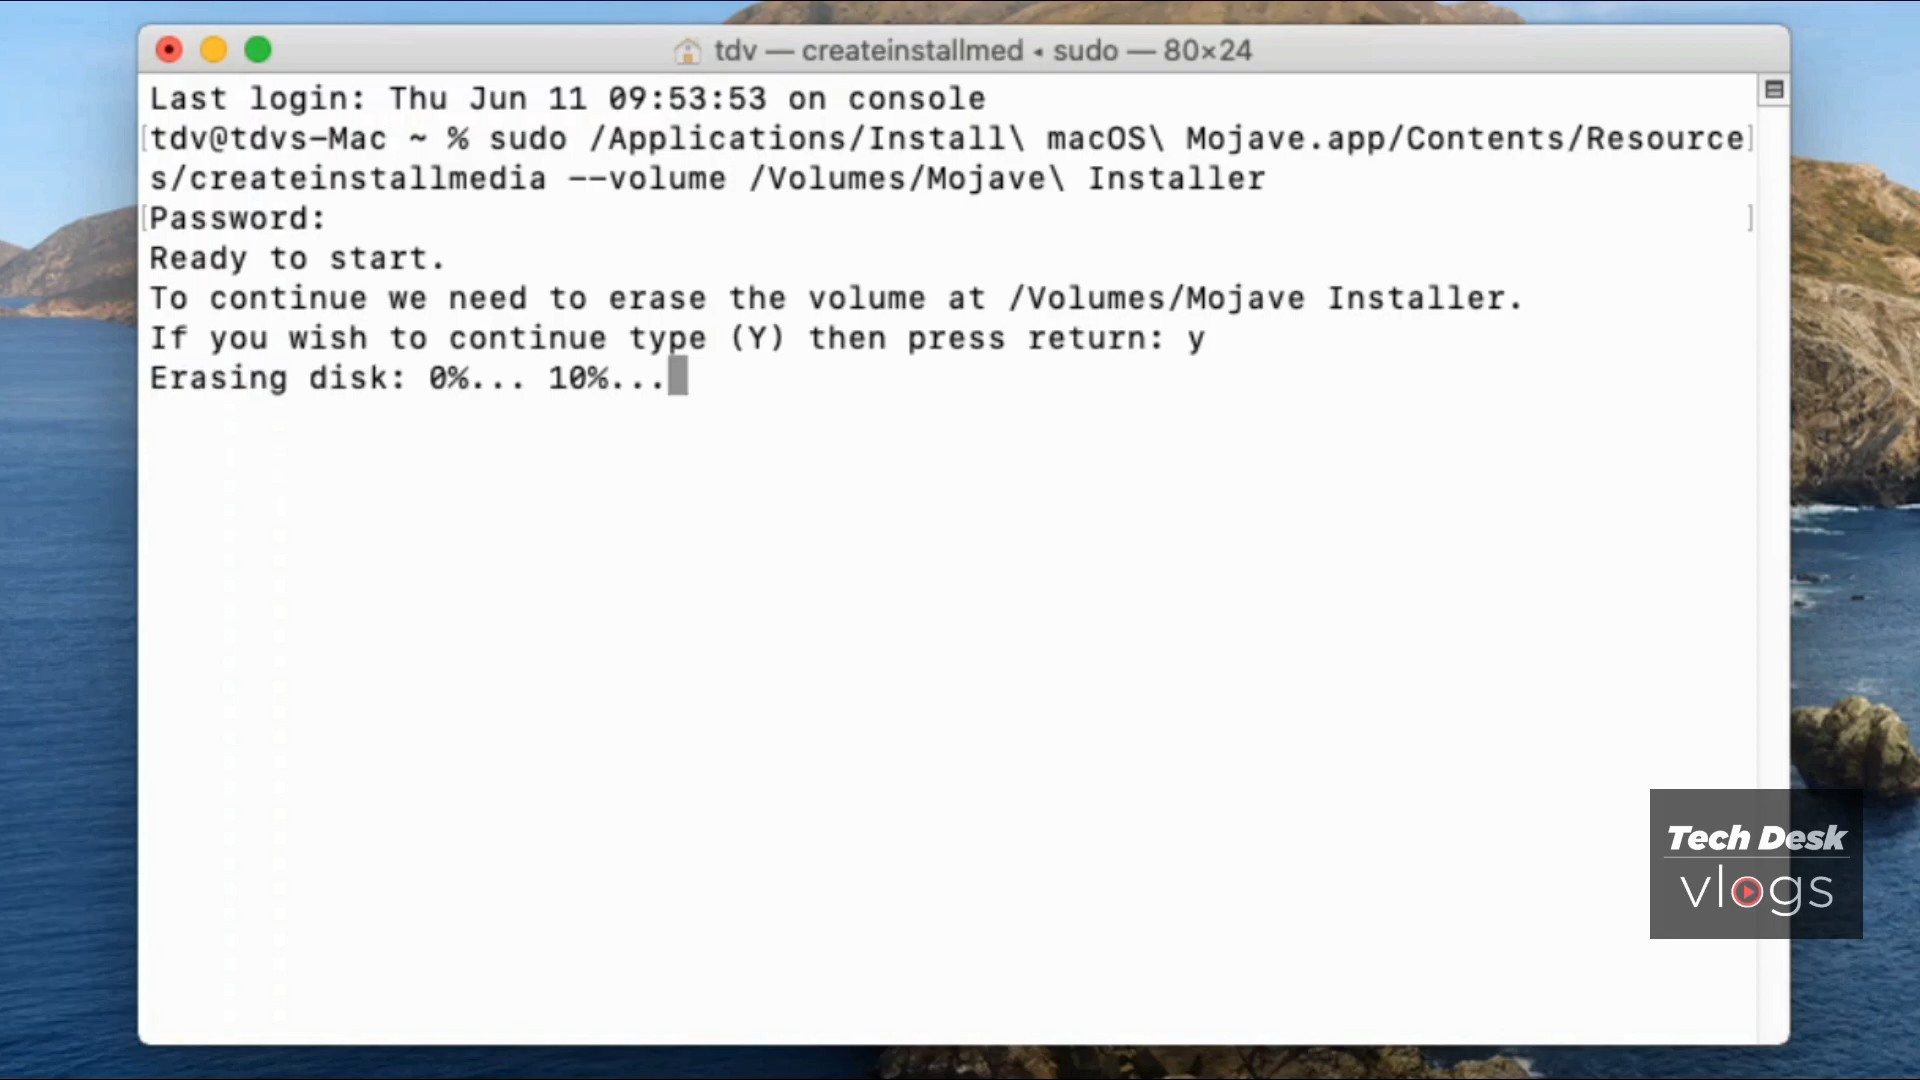 tdv — createinstallmed ◂ sudo — 80×24
Last login: Thu Jun 11 09:53:53 on console
[tdv@tdvs-Mac ~ % sudo /Applications/Install\ macOS\ Mojave.app/Contents/Resource]
s/createinstallmedia --volume /Volumes/Mojave\ Installer
[Password:]
Ready to start.
To continue we need to erase the volume at /Volumes/Mojave Installer.
If you wish to continue type (Y) then press return: y
Erasing disk: 0%... 10%...
Tech Desk
vlogs